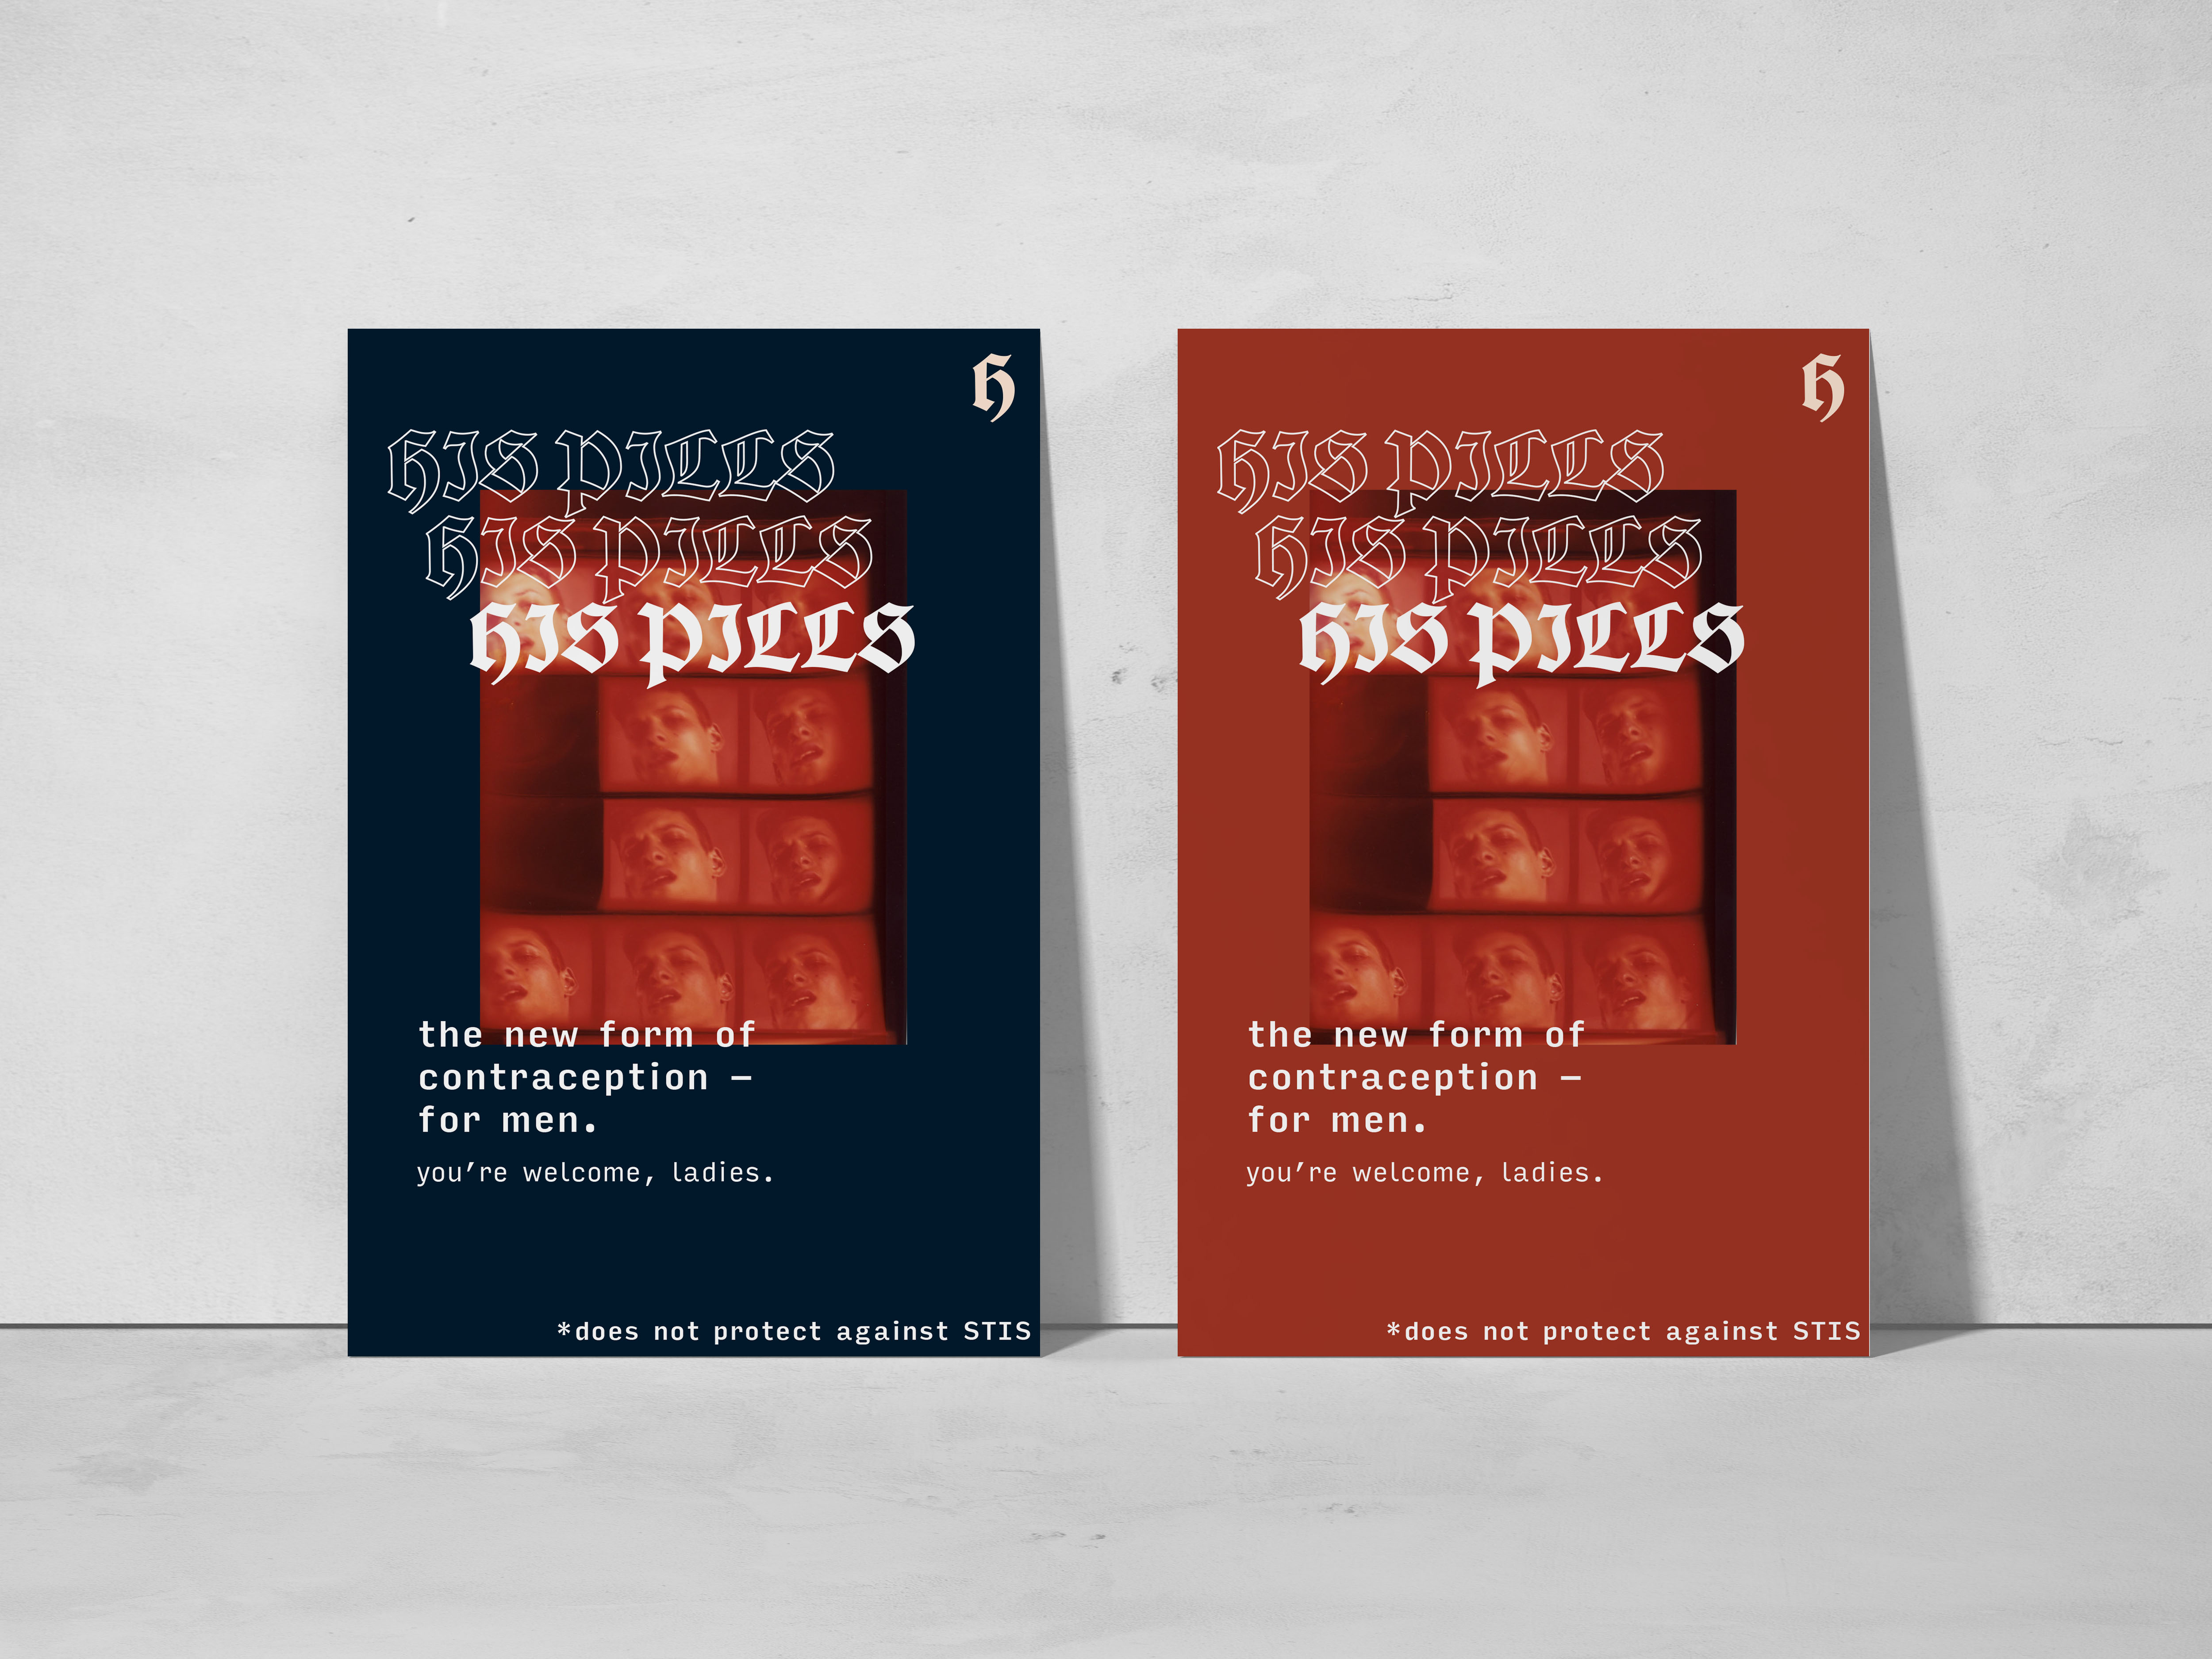 h
HIS PILLS
HIS PILLS
HIS PILLS
the new form of
contraception –
for men.
you're welcome, ladies.
*does not protect against STIS
h
HIS PILLS
HIS PILLS
HIS PILLS
the new form of
contraception –
for men.
you're welcome, ladies.
*does not protect against STIS